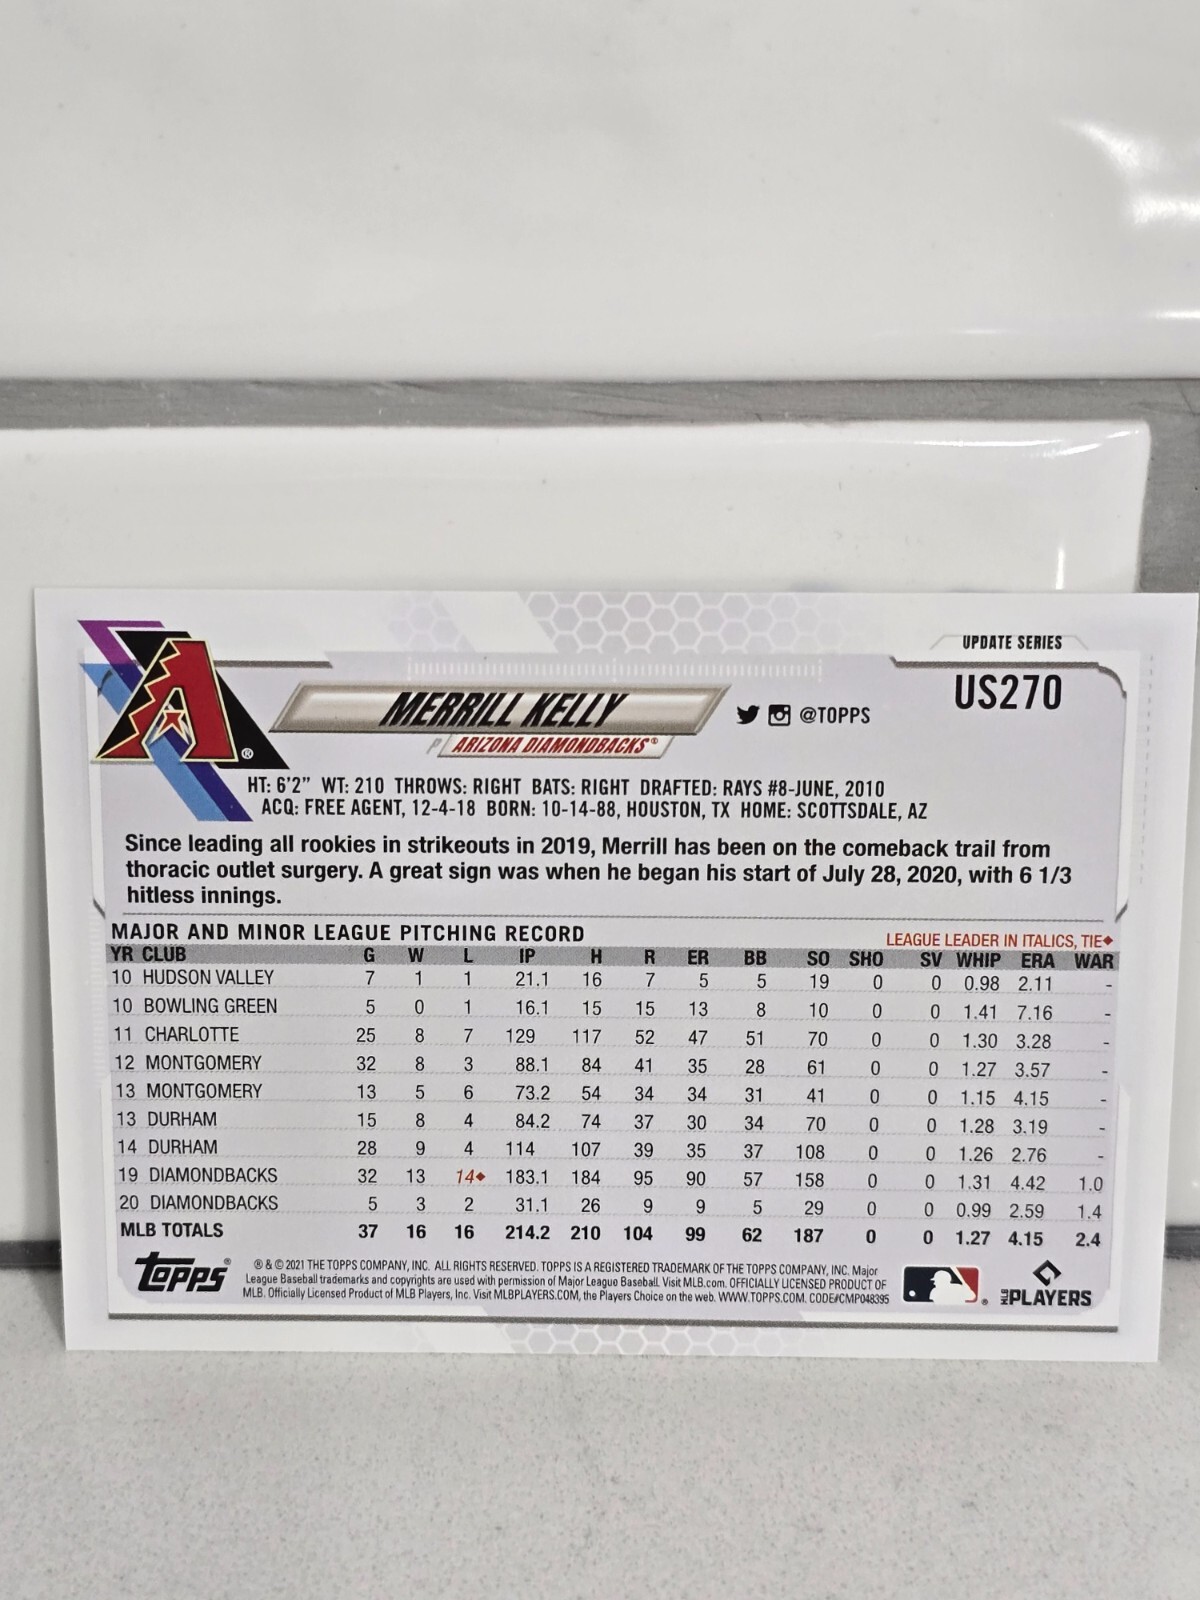 UPDATE SERIES
US270
MERRILL KELLY
@TOPPS
P ARIZONA DIAMONDBACKS®
HT: 6'2" WT: 210 THROWS: RIGHT BATS: RIGHT DRAFTED: RAYS #8-JUNE, 2010
ACQ: FREE AGENT, 12-4-18 BORN: 10-14-88, HOUSTON, TX HOME: SCOTTSDALE, AZ
Since leading all rookies in strikeouts in 2019, Merrill has been on the comeback trail from
thoracic outlet surgery. A great sign was when he began his start of July 28, 2020, with 6 1/3
hitless innings.
MAJOR AND MINOR LEAGUE PITCHING RECORD
LEAGUE LEADER IN ITALICS, TIE♦
YR CLUB G W L IP H R ER BB SO SHO SV WHIP ERA WAR
10 HUDSON VALLEY 7 1 1 21.1 16 7 5 5 19 0 0 0.98 2.11 -
10 BOWLING GREEN 5 0 1 16.1 15 15 13 8 10 0 0 1.41 7.16 -
11 CHARLOTTE 25 8 7 129 117 52 47 51 70 0 0 1.30 3.28 -
12 MONTGOMERY 32 8 3 88.1 84 41 35 28 61 0 0 1.27 3.57 -
13 MONTGOMERY 13 5 6 73.2 54 34 34 31 41 0 0 1.15 4.15 -
13 DURHAM 15 8 4 84.2 74 37 30 34 70 0 0 1.28 3.19 -
14 DURHAM 28 9 4 114 107 39 35 37 108 0 0 1.26 2.76 -
19 DIAMONDBACKS 32 13 14♦ 183.1 184 95 90 57 158 0 0 1.31 4.42 1.0
20 DIAMONDBACKS 5 3 2 31.1 26 9 9 5 29 0 0 0.99 2.59 1.4
MLB TOTALS 37 16 16 214.2 210 104 99 62 187 0 0 1.27 4.15 2.4
Topps®
® & © 2021 THE TOPPS COMPANY, INC. ALL RIGHTS RESERVED. TOPPS IS A REGISTERED TRADEMARK OF THE TOPPS COMPANY, INC. Major
League Baseball trademarks and copyrights are used with permission of Major League Baseball. Visit MLB.com. OFFICIALLY LICENSED PRODUCT OF
MLB. Officially Licensed Product of MLB Players, Inc. Visit MLBPLAYERS.COM, the Players Choice on the web. WWW.TOPPS.COM. CODE#CMP048395
MLB PLAYERS